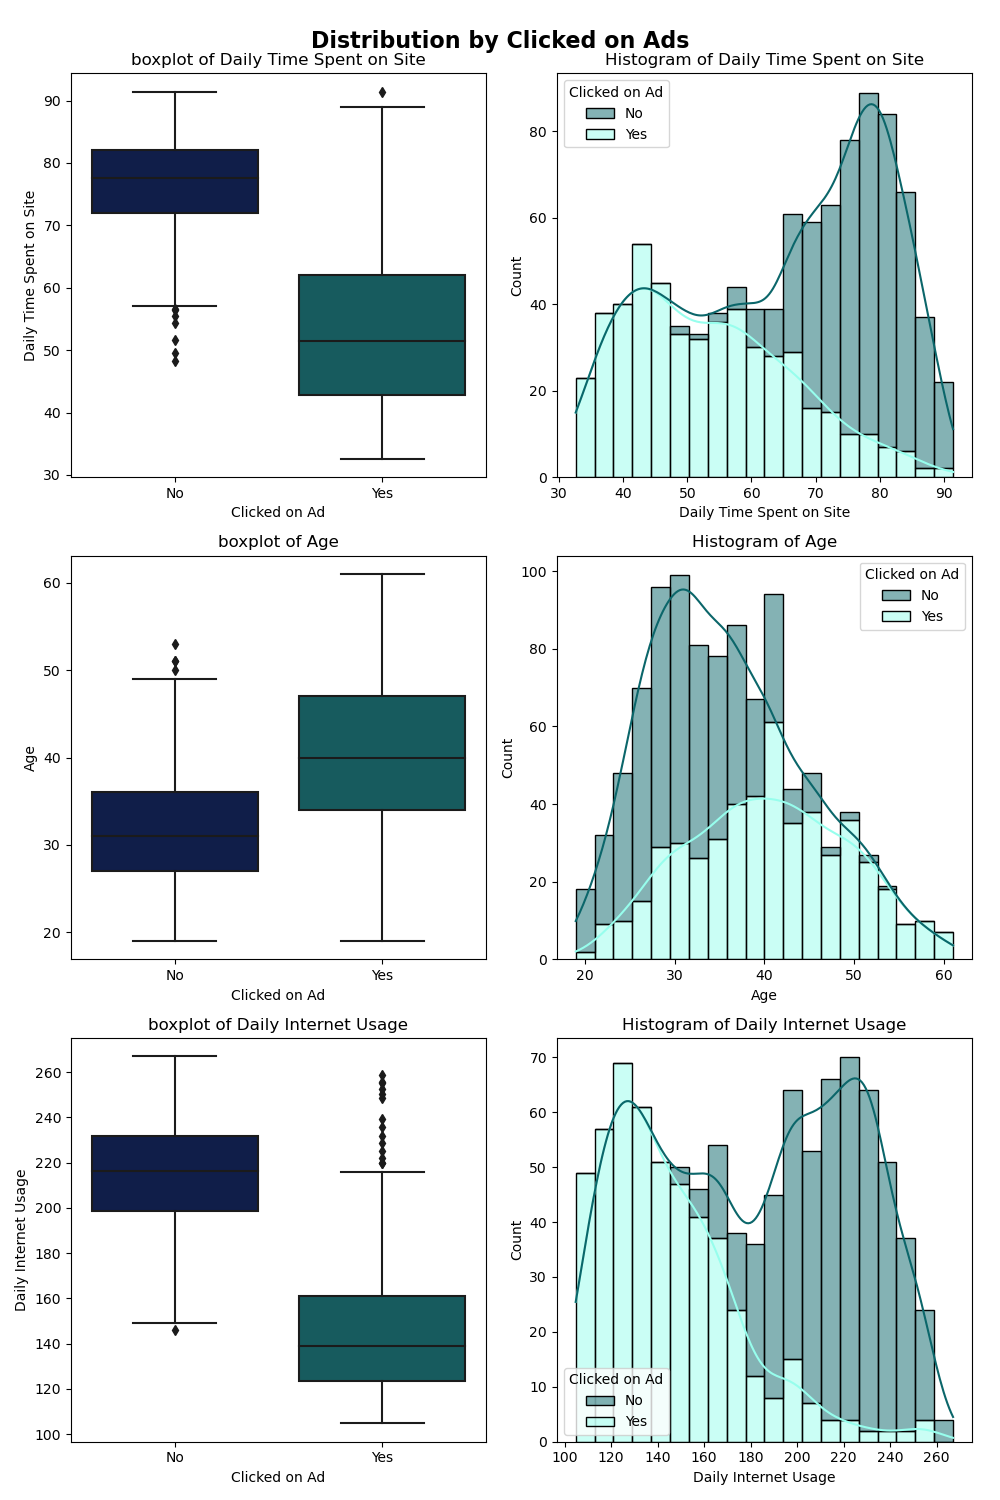 Distribution by Clicked on Ads
boxplot of Daily Time Spent on Site
90
80
70
60
50
40
30
Daily Time Spent on Site
No Yes
Clicked on Ad
Histogram of Daily Time Spent on Site
Clicked on Ad
No
Yes
80
60
40
20
0
Count
30 40 50 60 70 80 90
Daily Time Spent on Site
boxplot of Age
60
50
40
30
20
Age
No Yes
Clicked on Ad
Histogram of Age
Clicked on Ad
No
Yes
100
80
60
40
20
0
Count
20 30 40 50 60
Age
boxplot of Daily Internet Usage
260
240
220
200
180
160
140
120
100
Daily Internet Usage
No Yes
Clicked on Ad
Histogram of Daily Internet Usage
70
60
50
40
30
20
10
0
Count
Clicked on Ad
No
Yes
100 120 140 160 180 200 220 240 260
Daily Internet Usage